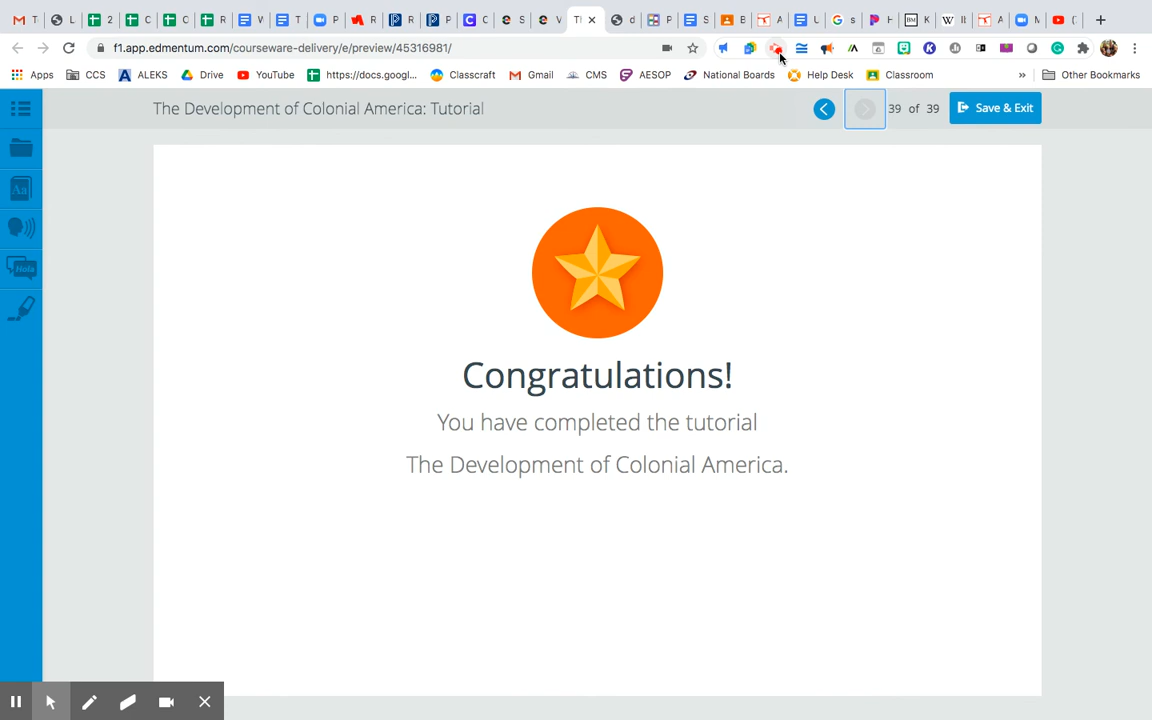 f1.app.edmentum.com/courseware-delivery/e/preview/45316981/
Apps CCS ALEKS Drive YouTube https://docs.googl... Classcraft Gmail CMS AESOP National Boards Help Desk Classroom » Other Bookmarks
The Development of Colonial America: Tutorial
39 of 39
Save & Exit
Aa
Hola
Congratulations!
You have completed the tutorial
The Development of Colonial America.